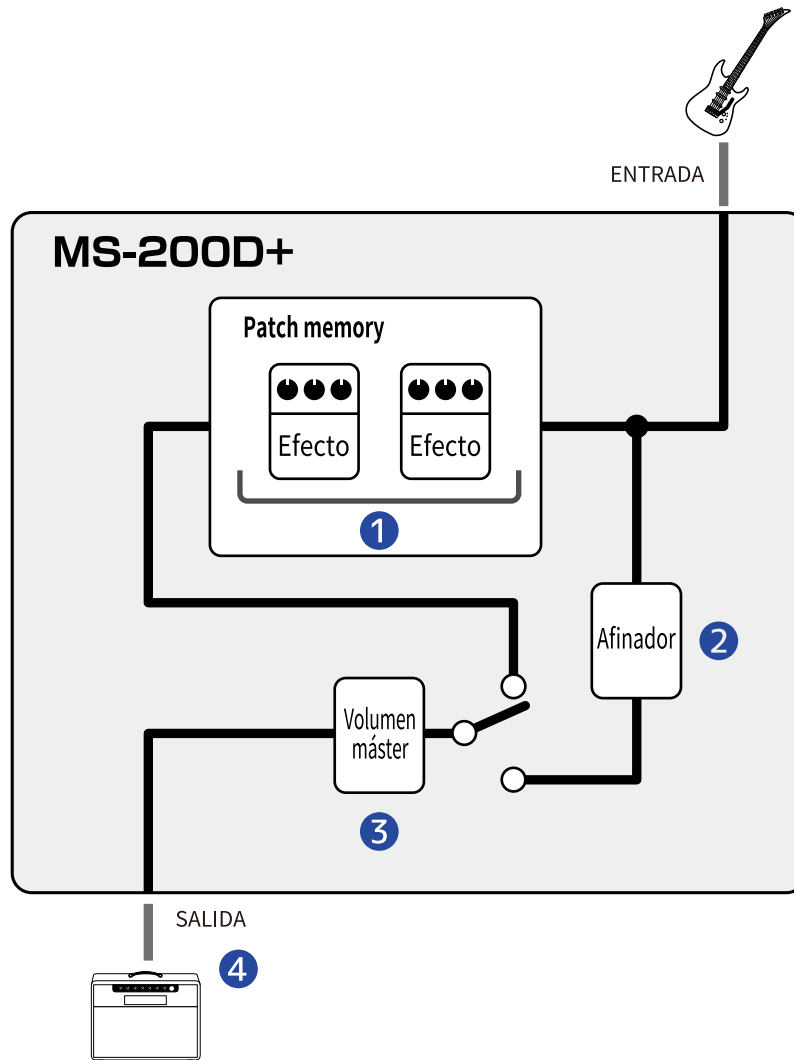 ENTRADA
MS-200D+
Patch memory
Efecto
Efecto
1
Afinador
2
Volumen
máster
3
SALIDA
4